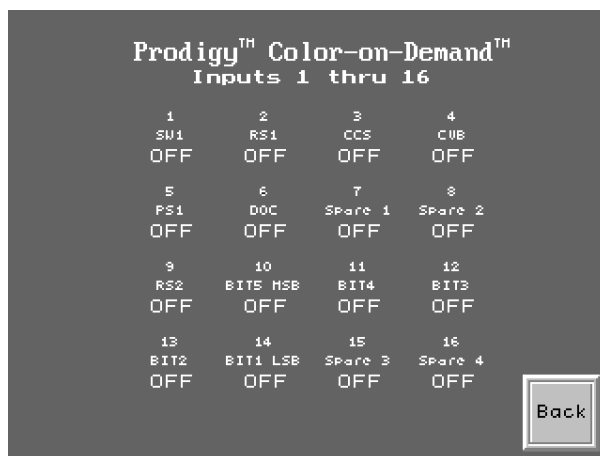 Prodigy™ Color-on-Demand™
Inputs 1 thru 16
1 2 3 4
SW1 RS1 CCS CVB
OFF OFF OFF OFF
5 6 7 8
PS1 DOC Spare 1 Spare 2
OFF OFF OFF OFF
9 10 11 12
RS2 BIT5 MSB BIT4 BIT3
OFF OFF OFF OFF
13 14 15 16
BIT2 BIT1 LSB Spare 3 Spare 4
OFF OFF OFF OFF
Back